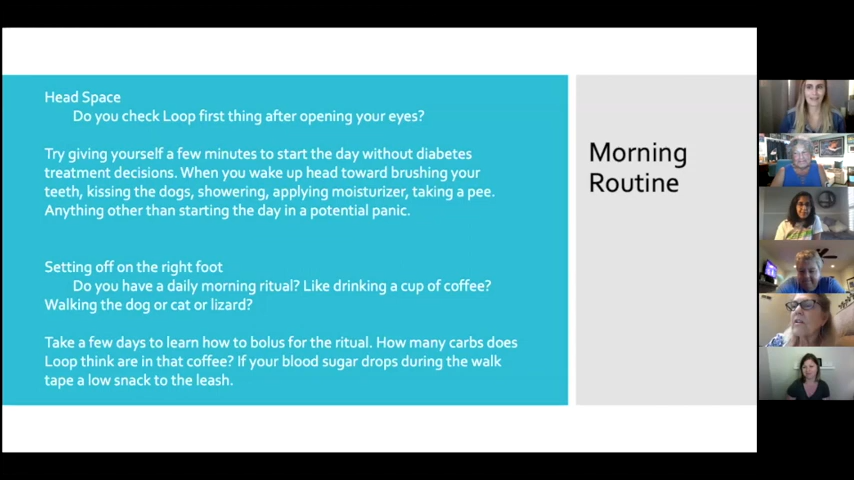 Head Space
Do you check Loop first thing after opening your eyes?
Try giving yourself a few minutes to start the day without diabetes
treatment decisions. When you wake up head toward brushing your
teeth, kissing the dogs, showering, applying moisturizer, taking a pee.
Anything other than starting the day in a potential panic.
Setting off on the right foot
Do you have a daily morning ritual? Like drinking a cup of coffee?
Walking the dog or cat or lizard?
Take a few days to learn how to bolus for the ritual. How many carbs does
Loop think are in that coffee? If your blood sugar drops during the walk
tape a low snack to the leash.
Morning
Routine